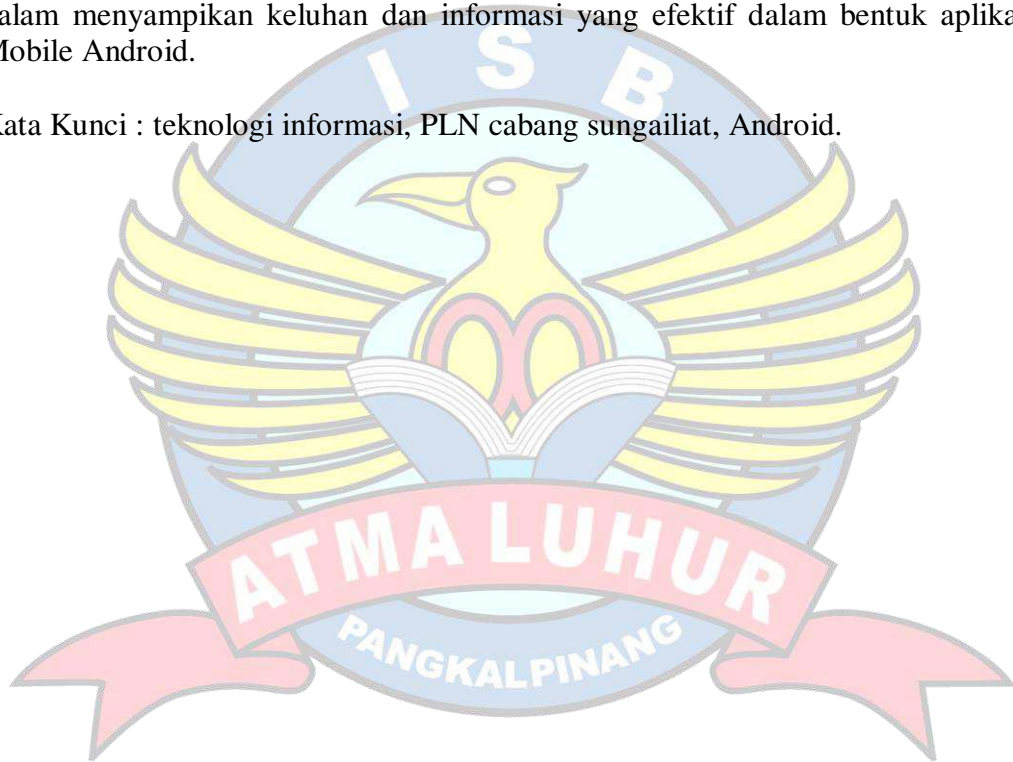 alam menyampikan keluhan dan informasi yang efektif dalam bentuk aplika
Mobile Android.
Kata Kunci : teknologi informasi, PLN cabang sungailiat, Android.
I S B
ATMA LUHUR
PANGKALPINANG